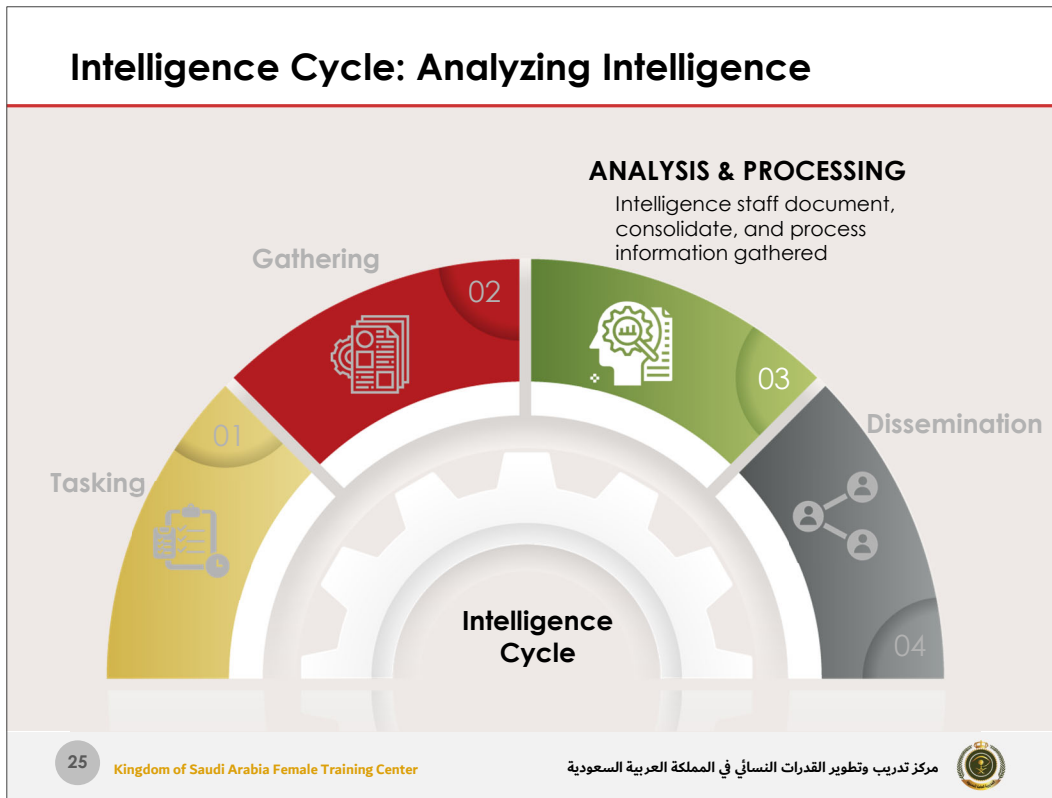 Intelligence Cycle: Analyzing Intelligence
ANALYSIS & PROCESSING
Intelligence staff document,
consolidate, and process
information gathered
Gathering
02
03
Dissemination
01
Tasking
Intelligence
Cycle
04
25
Kingdom of Saudi Arabia Female Training Center
مركز تدريب وتطوير القدرات النسائي في المملكة العربية السعودية